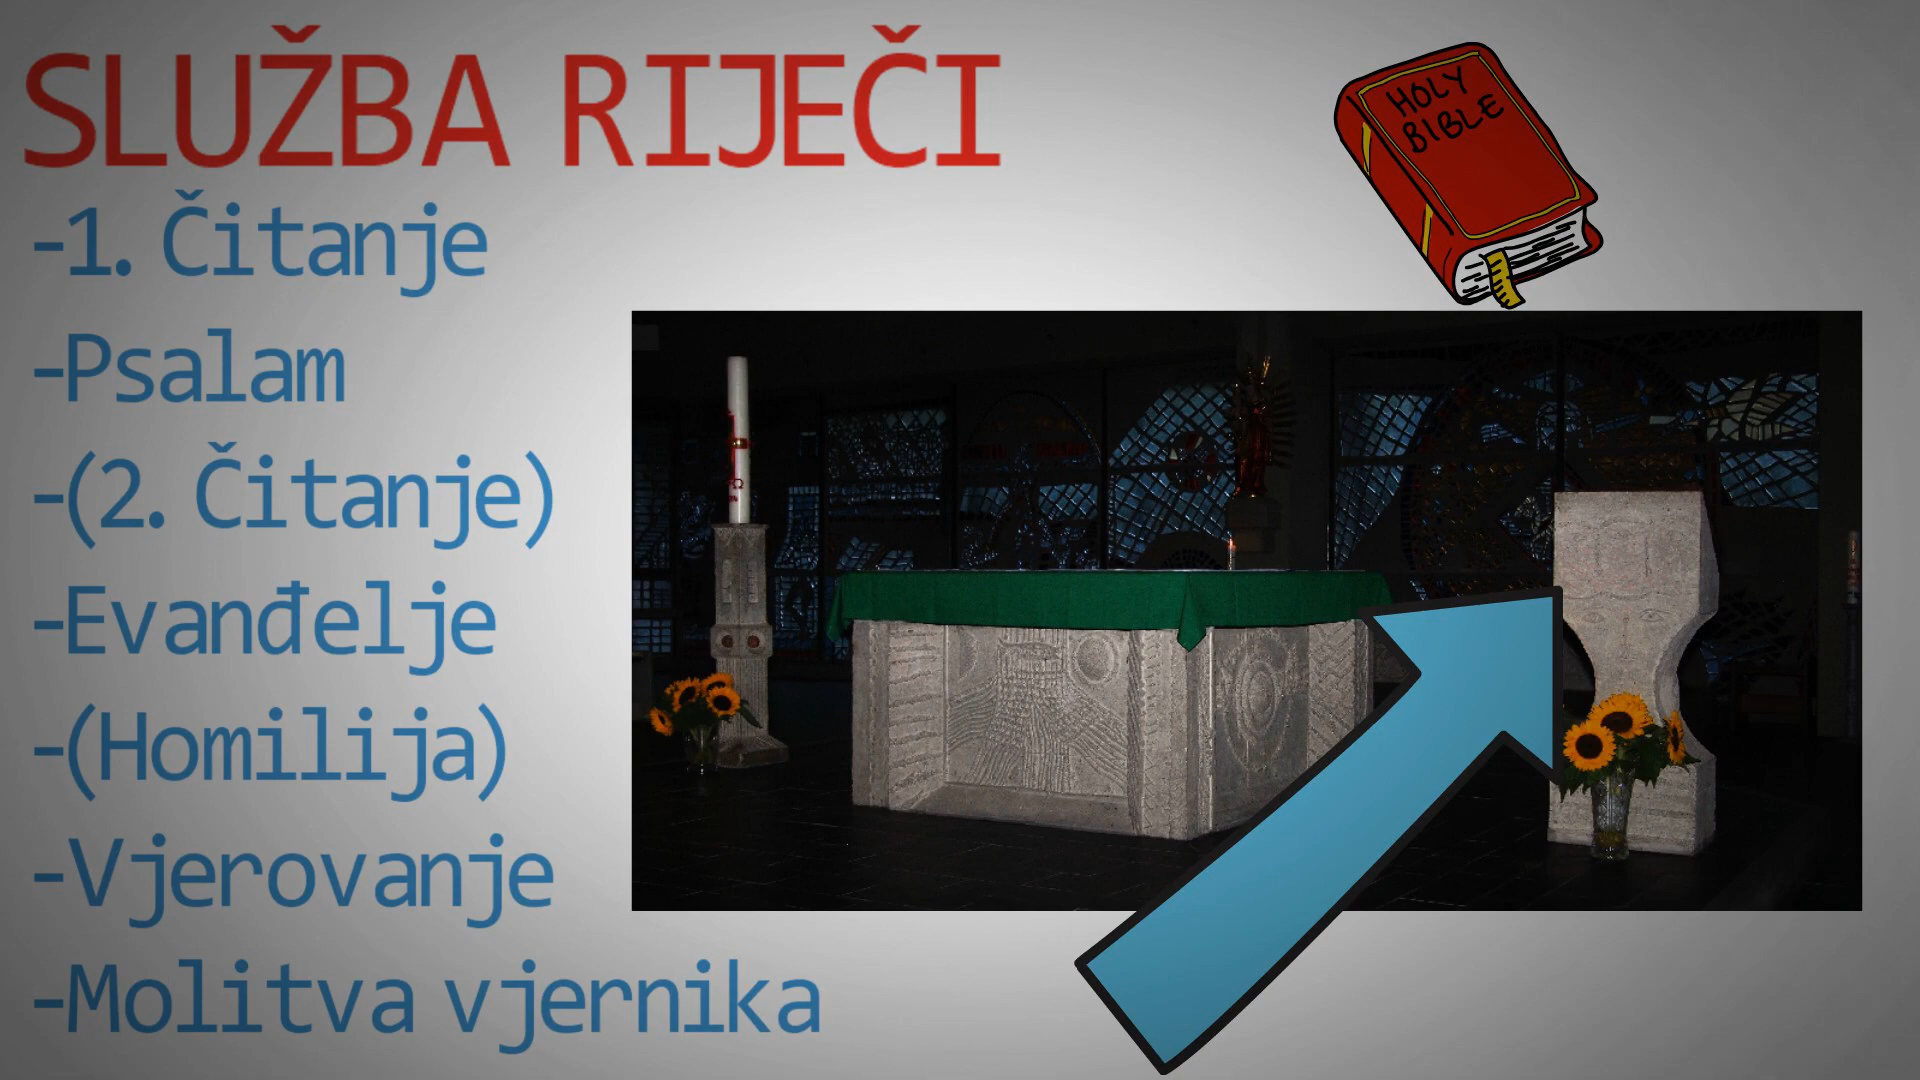 SLUŽBA RIJEČI
-1. Čitanje
-Psalam
-(2. Čitanje)
-Evanđelje
-(Homilija)
-Vjerovanje
-Molitva vjernika
HOLY
BIBLE
Ω